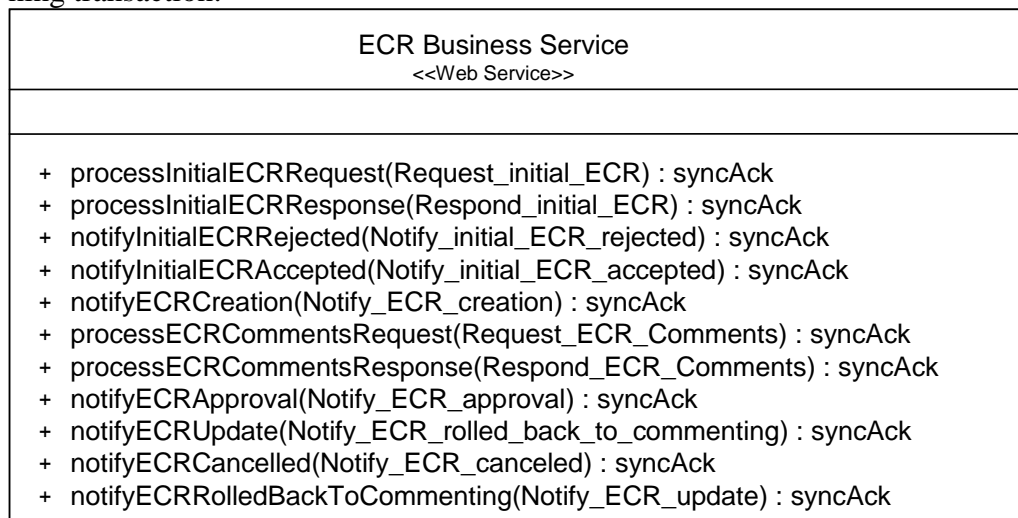 ning transaction.
ECR Business Service
<<Web Service>>
+ processInitialECRRequest(Request_initial_ECR) : syncAck
+ processInitialECRResponse(Respond_initial_ECR) : syncAck
+ notifyInitialECRRejected(Notify_initial_ECR_rejected) : syncAck
+ notifyInitialECRAccepted(Notify_initial_ECR_accepted) : syncAck
+ notifyECRCreation(Notify_ECR_creation) : syncAck
+ processECRCommentsRequest(Request_ECR_Comments) : syncAck
+ processECRCommentsResponse(Respond_ECR_Comments) : syncAck
+ notifyECRApproval(Notify_ECR_approval) : syncAck
+ notifyECRUpdate(Notify_ECR_rolled_back_to_commenting) : syncAck
+ notifyECRCancelled(Notify_ECR_canceled) : syncAck
+ notifyECRRolledBackToCommenting(Notify_ECR_update) : syncAck